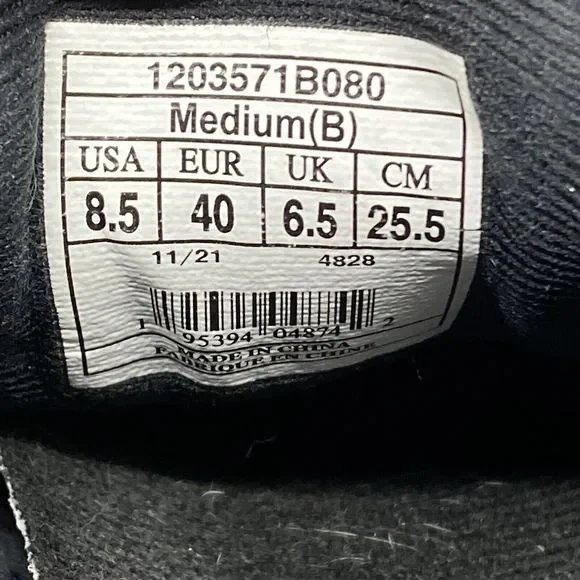 1203571B080
Medium(B)
USA EUR UK CM
8.5 40 6.5 25.5
11/21 4828
1 95394 04874 2
MADE IN CHINA
FABRIQUE EN CHINE